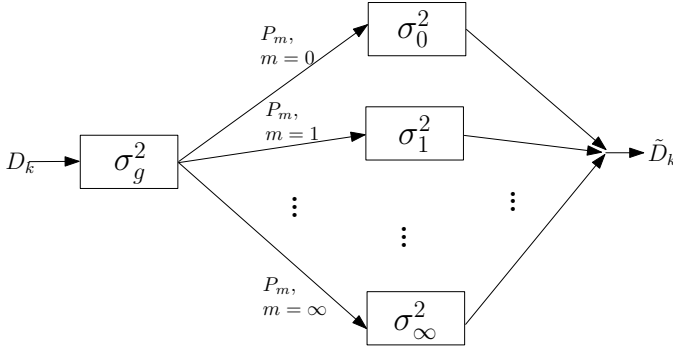 P_m,
m = 0
σ_0^2
P_m,
m = 1
σ_1^2
D_k
σ_g^2
D̃_k
⋮
⋮
⋮
P_m,
m = ∞
σ_∞^2